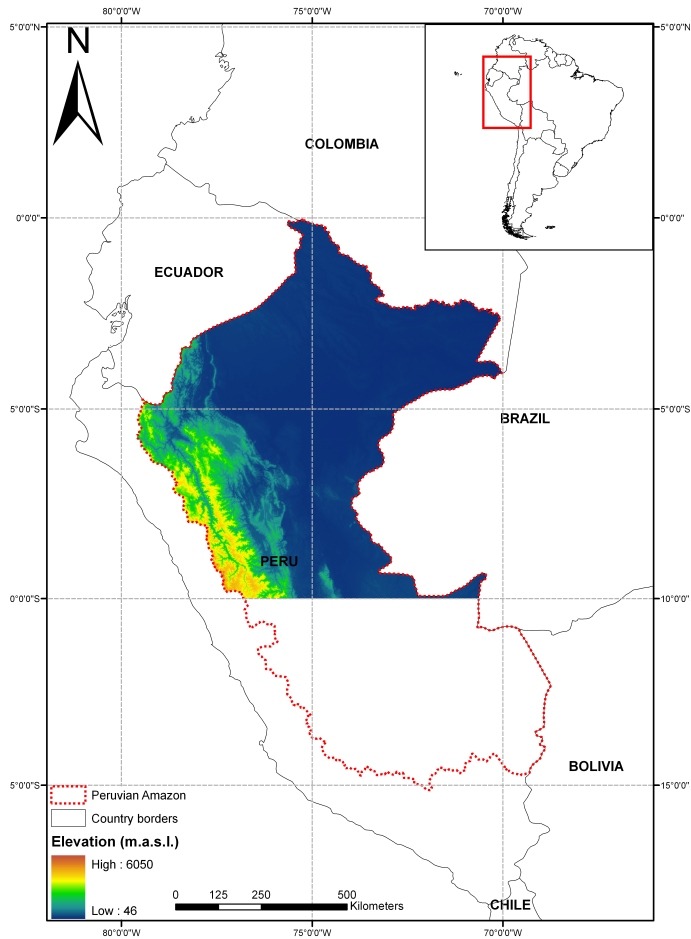 80°0'0"W 75°0'0"W 70°0'0"W
5°0'0"N 5°0'0"N
N
COLOMBIA
0°0'0" 0°0'0"
ECUADOR
5°0'0"S 5°0'0"S
BRAZIL
PERU
0°0'0"S 10°0'0"S
BOLIVIA
5°0'0"S 15°0'0"S
Peruvian Amazon
Country borders
Elevation (m.a.s.l.)
High : 6050
Low : 46
0 125 250 500
Kilometers
CHILE
80°0'0"W 75°0'0"W 70°0'0"W